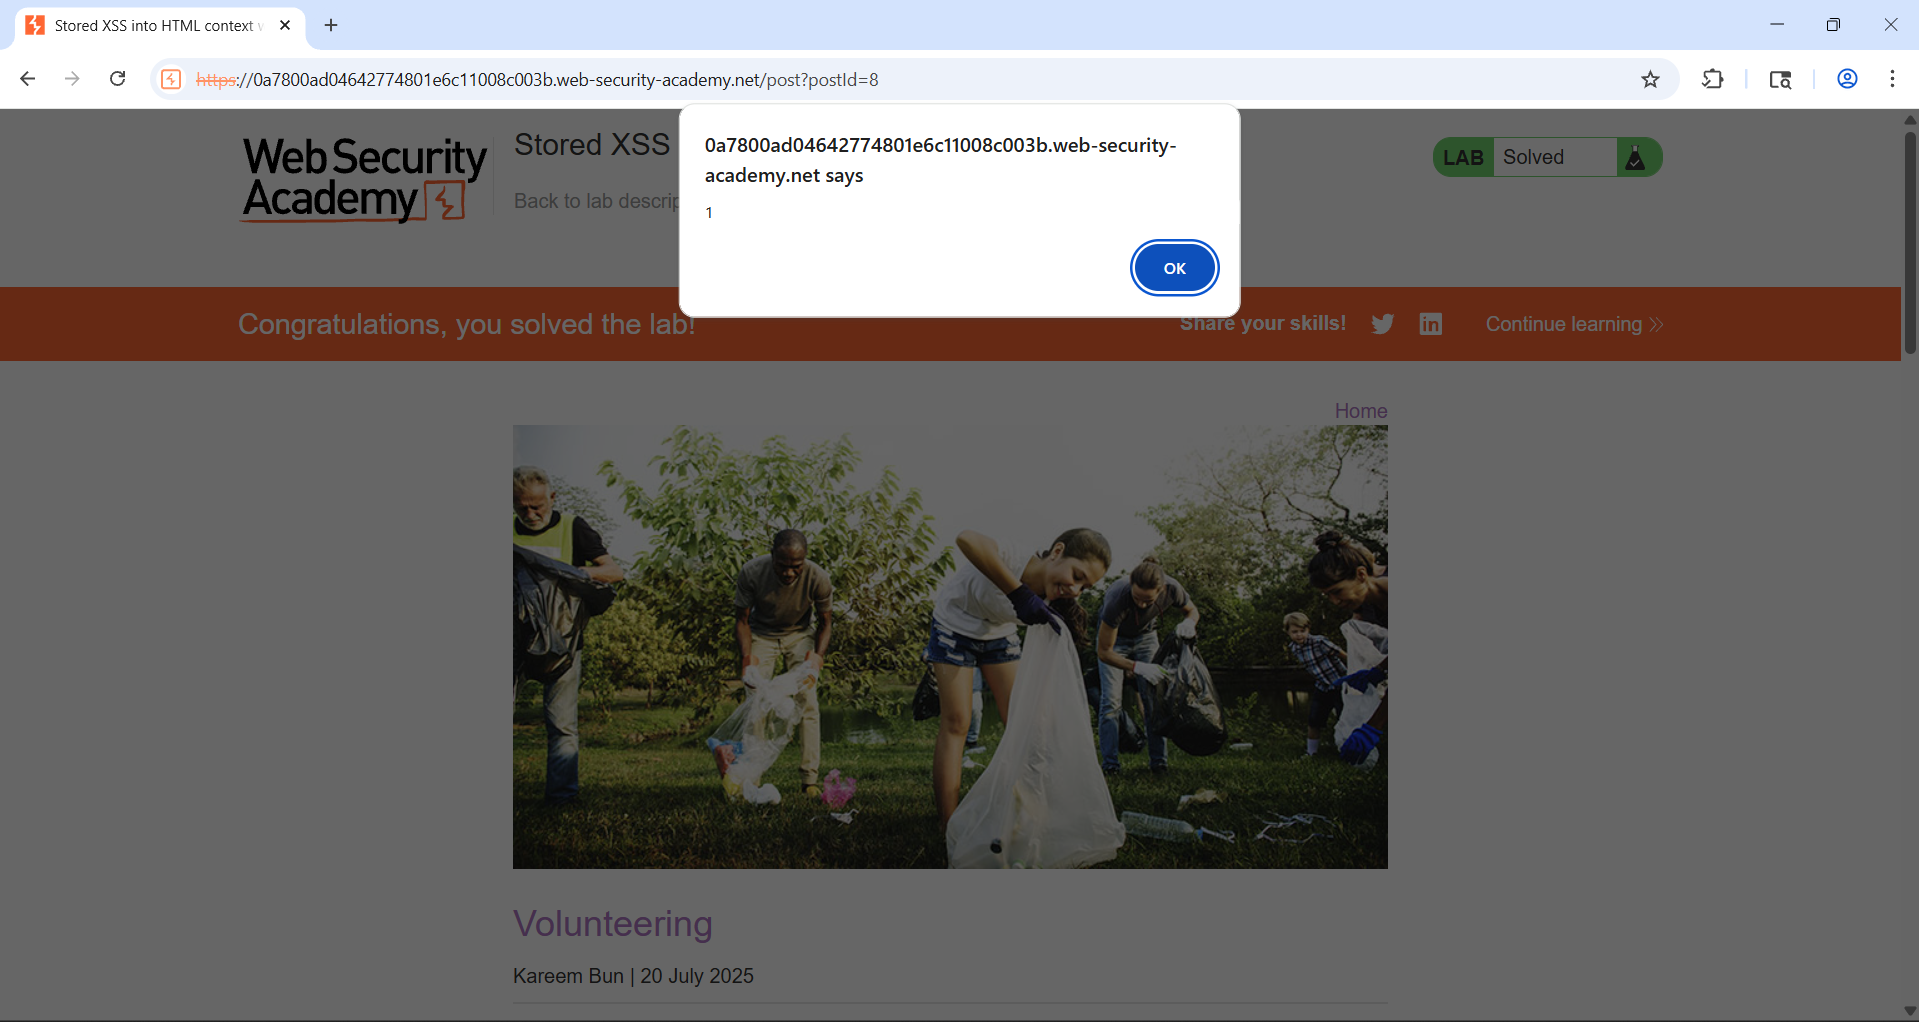 Stored XSS into HTML context w
https://0a7800ad04642774801e6c11008c003b.web-security-academy.net/post?postId=8
Web Security
Academy
Stored XSS
Back to lab descrip
0a7800ad04642774801e6c11008c003b.web-security-
academy.net says
1
OK
LAB Solved
Congratulations, you solved the lab!
Share your skills!
Continue learning
Home
Volunteering
Kareem Bun | 20 July 2025